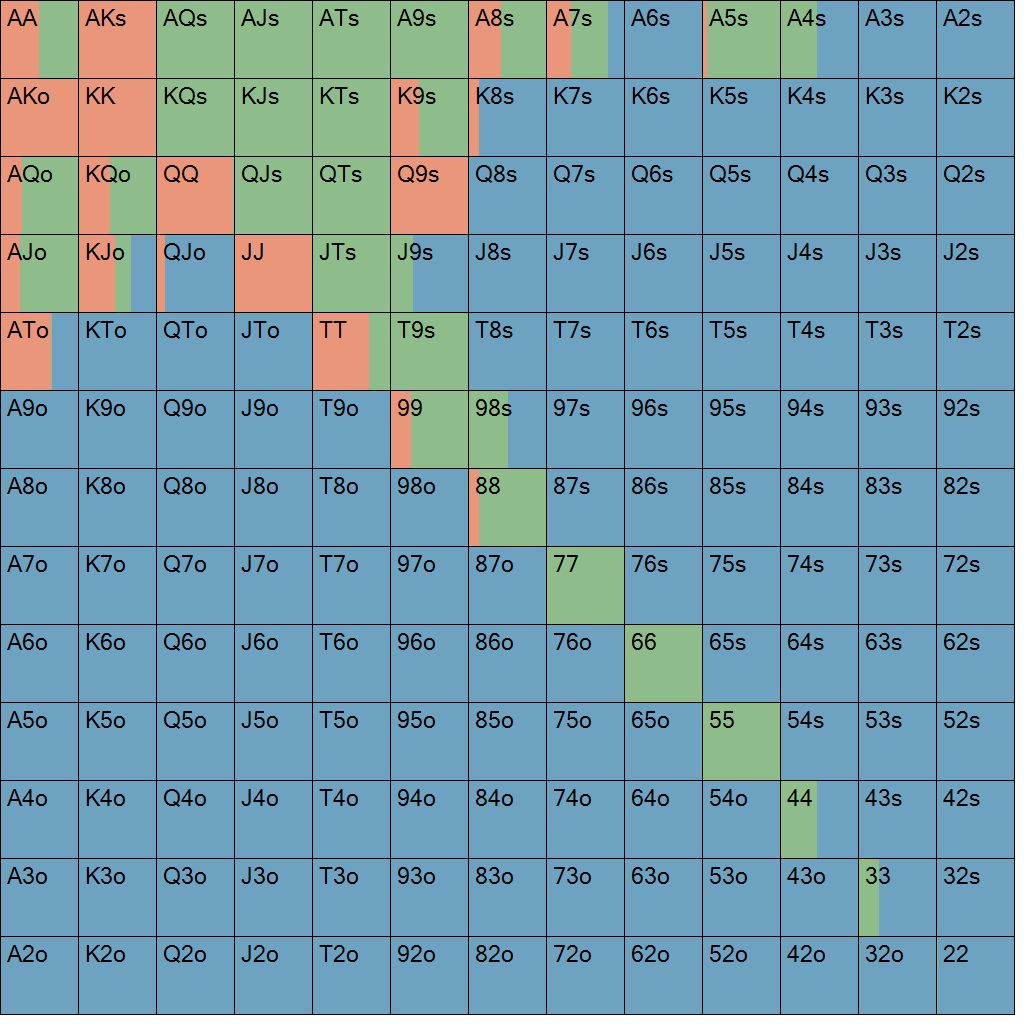 AA AKs AQs AJs ATs A9s A8s A7s A6s A5s A4s A3s A2s
AKo KK KQs KJs KTs K9s K8s K7s K6s K5s K4s K3s K2s
AQo KQo QQ QJs QTs Q9s Q8s Q7s Q6s Q5s Q4s Q3s Q2s
AJo KJo QJo JJ JTs J9s J8s J7s J6s J5s J4s J3s J2s
ATo KTo QTo JTo TT T9s T8s T7s T6s T5s T4s T3s T2s
A9o K9o Q9o J9o T9o 99 98s 97s 96s 95s 94s 93s 92s
A8o K8o Q8o J8o T8o 98o 88 87s 86s 85s 84s 83s 82s
A7o K7o Q7o J7o T7o 97o 87o 77 76s 75s 74s 73s 72s
A6o K6o Q6o J6o T6o 96o 86o 76o 66 65s 64s 63s 62s
A5o K5o Q5o J5o T5o 95o 85o 75o 65o 55 54s 53s 52s
A4o K4o Q4o J4o T4o 94o 84o 74o 64o 54o 44 43s 42s
A3o K3o Q3o J3o T3o 93o 83o 73o 63o 53o 43o 33 32s
A2o K2o Q2o J2o T2o 92o 82o 72o 62o 52o 42o 32o 22